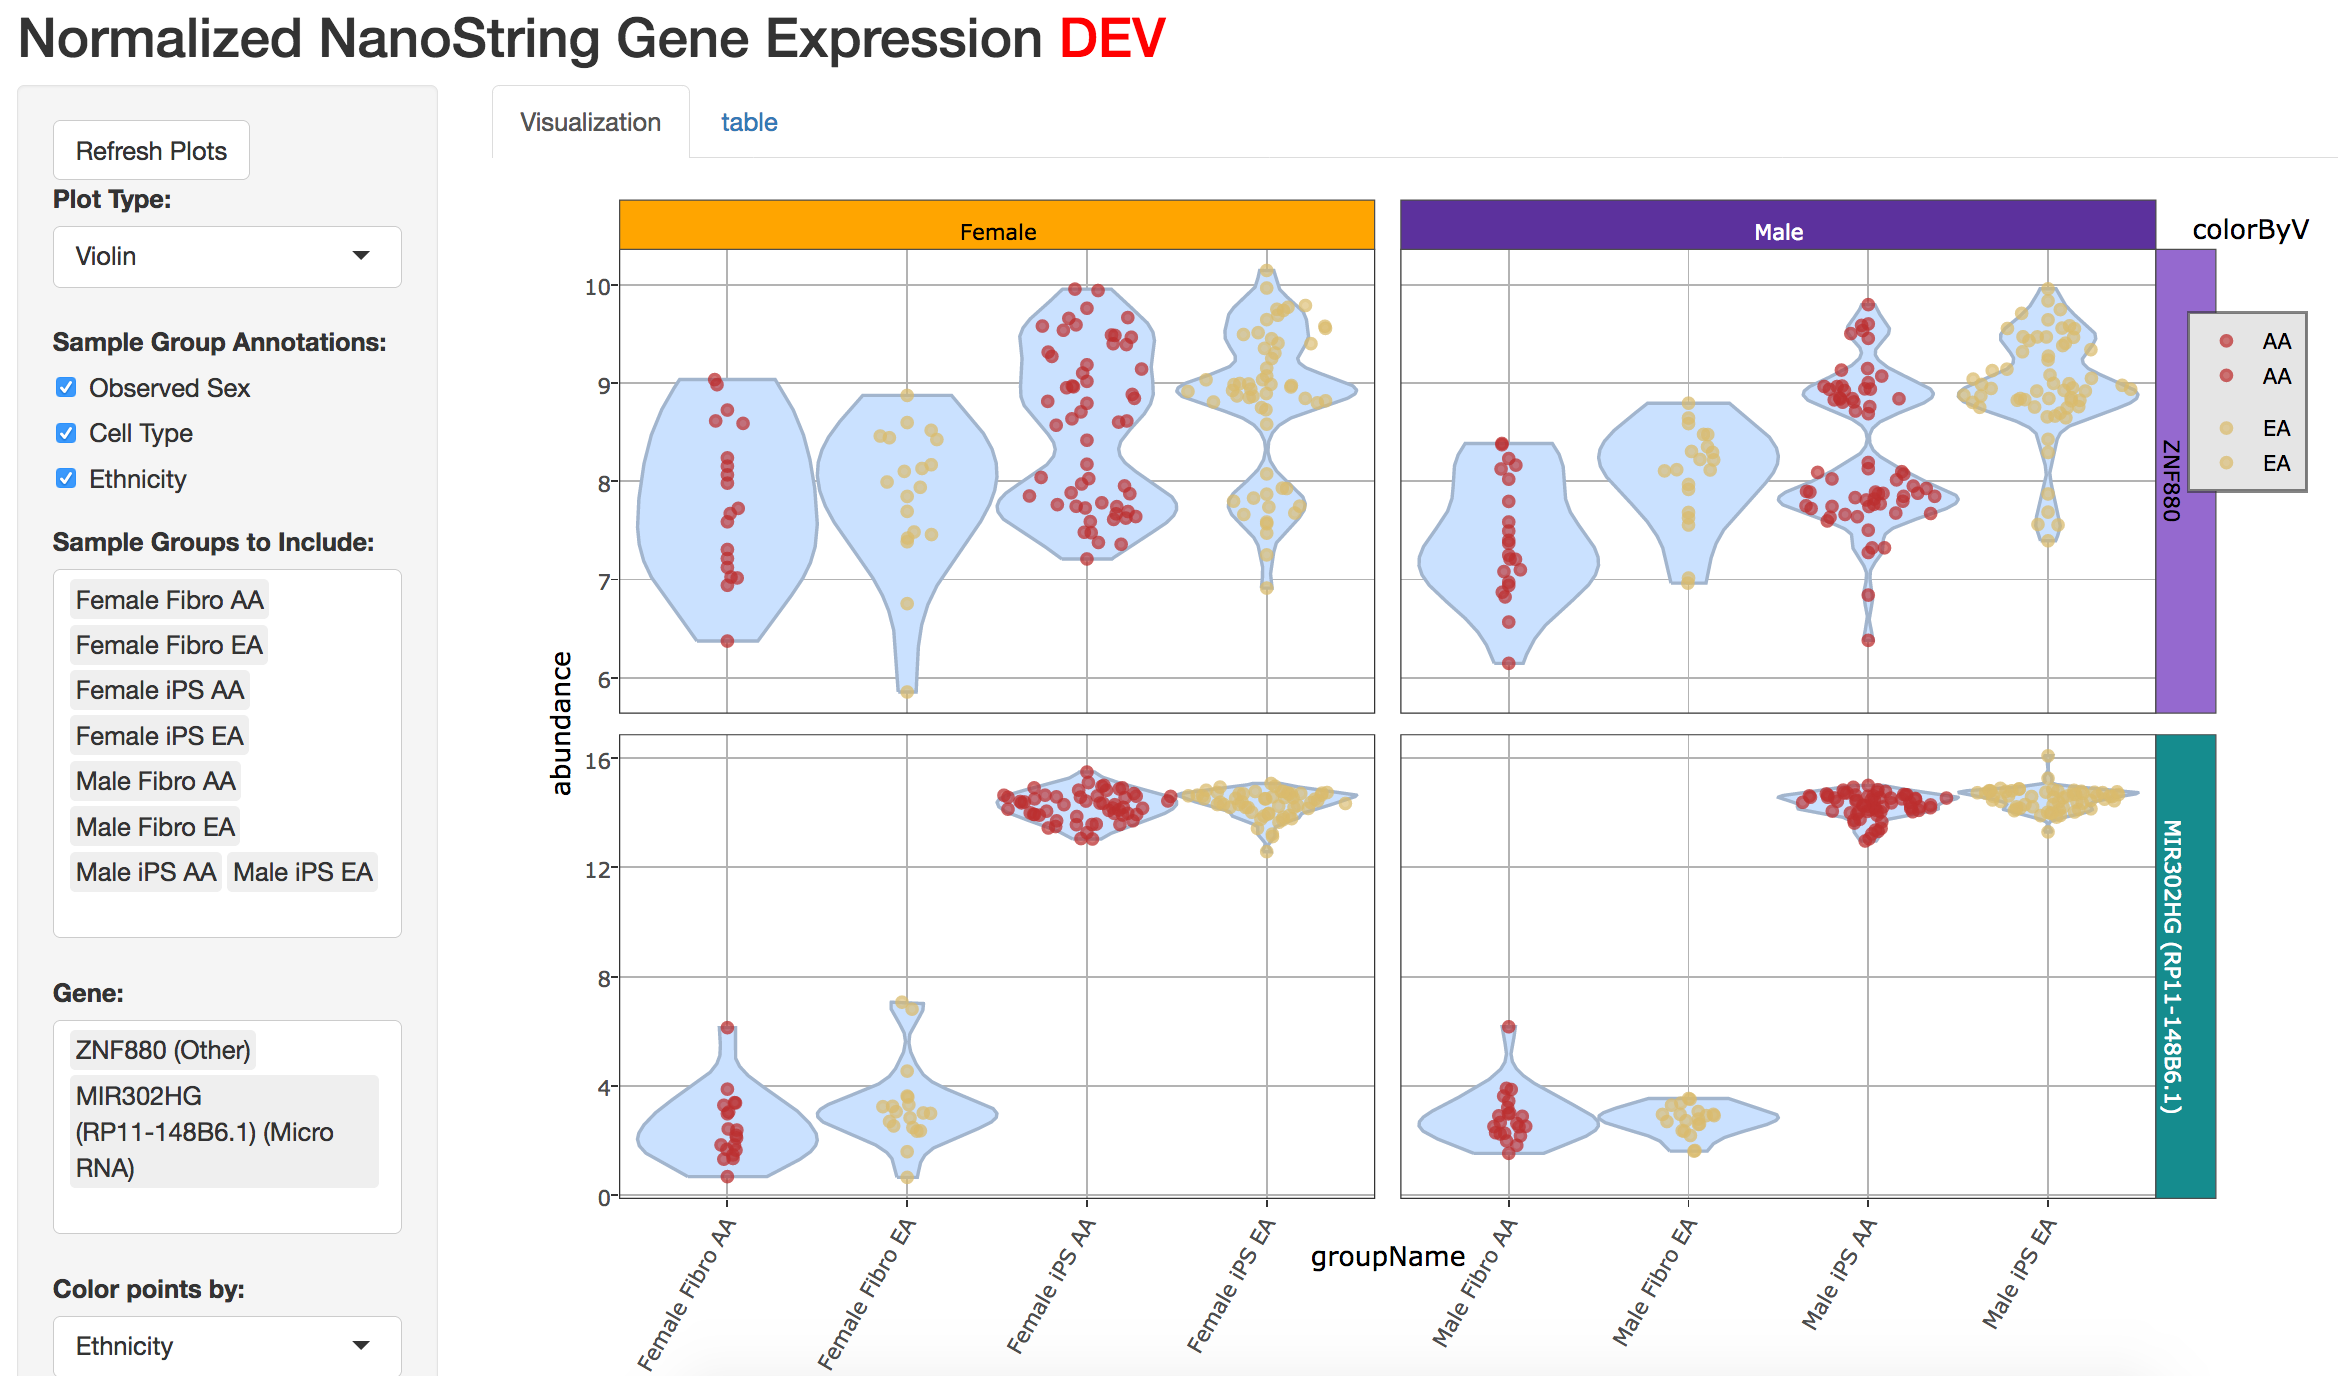 Normalized NanoString Gene Expression DEV
Refresh Plots
Plot Type:
Violin
Sample Group Annotations:
Observed Sex
Cell Type
Ethnicity
Sample Groups to Include:
Female Fibro AA
Female Fibro EA
Female iPS AA
Female iPS EA
Male Fibro AA
Male Fibro EA
Male iPS AA Male iPS EA
Gene:
ZNF880 (Other)
MIR302HG
(RP11-148B6.1) (Micro
RNA)
Color points by:
Ethnicity
Visualization table
Female Male
colorByV
AA
AA
EA
EA
ZNF880
MIR302HG (RP11-148B6.1)
abundance
10
9
8
7
6
16
12
8
4
0
Female Fibro AA
Female Fibro EA
Female iPS AA
Female iPS EA
Male Fibro AA
Male Fibro EA
Male iPS AA
Male iPS EA
groupName